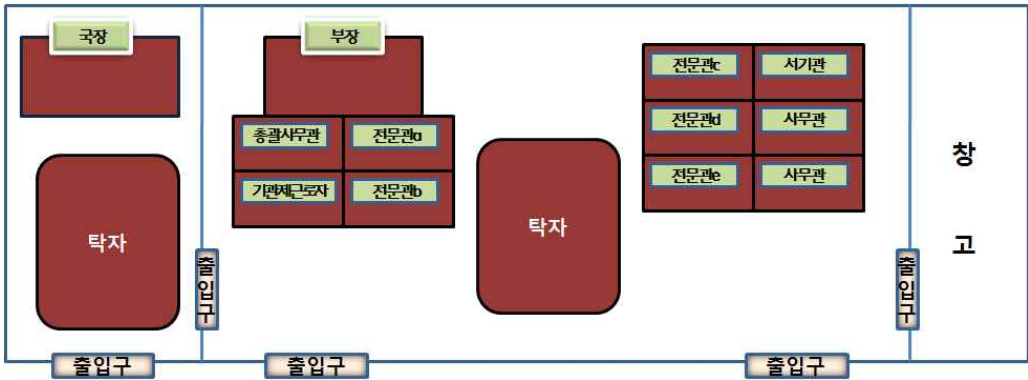 국장
부장
전문관c
서기관
총괄사무관
전문관a
전문관d
사무관
기관제근로자
전문관b
전문관e
사무관
탁자
탁자
창고
출입구
출입구
출입구
출입구
출입구